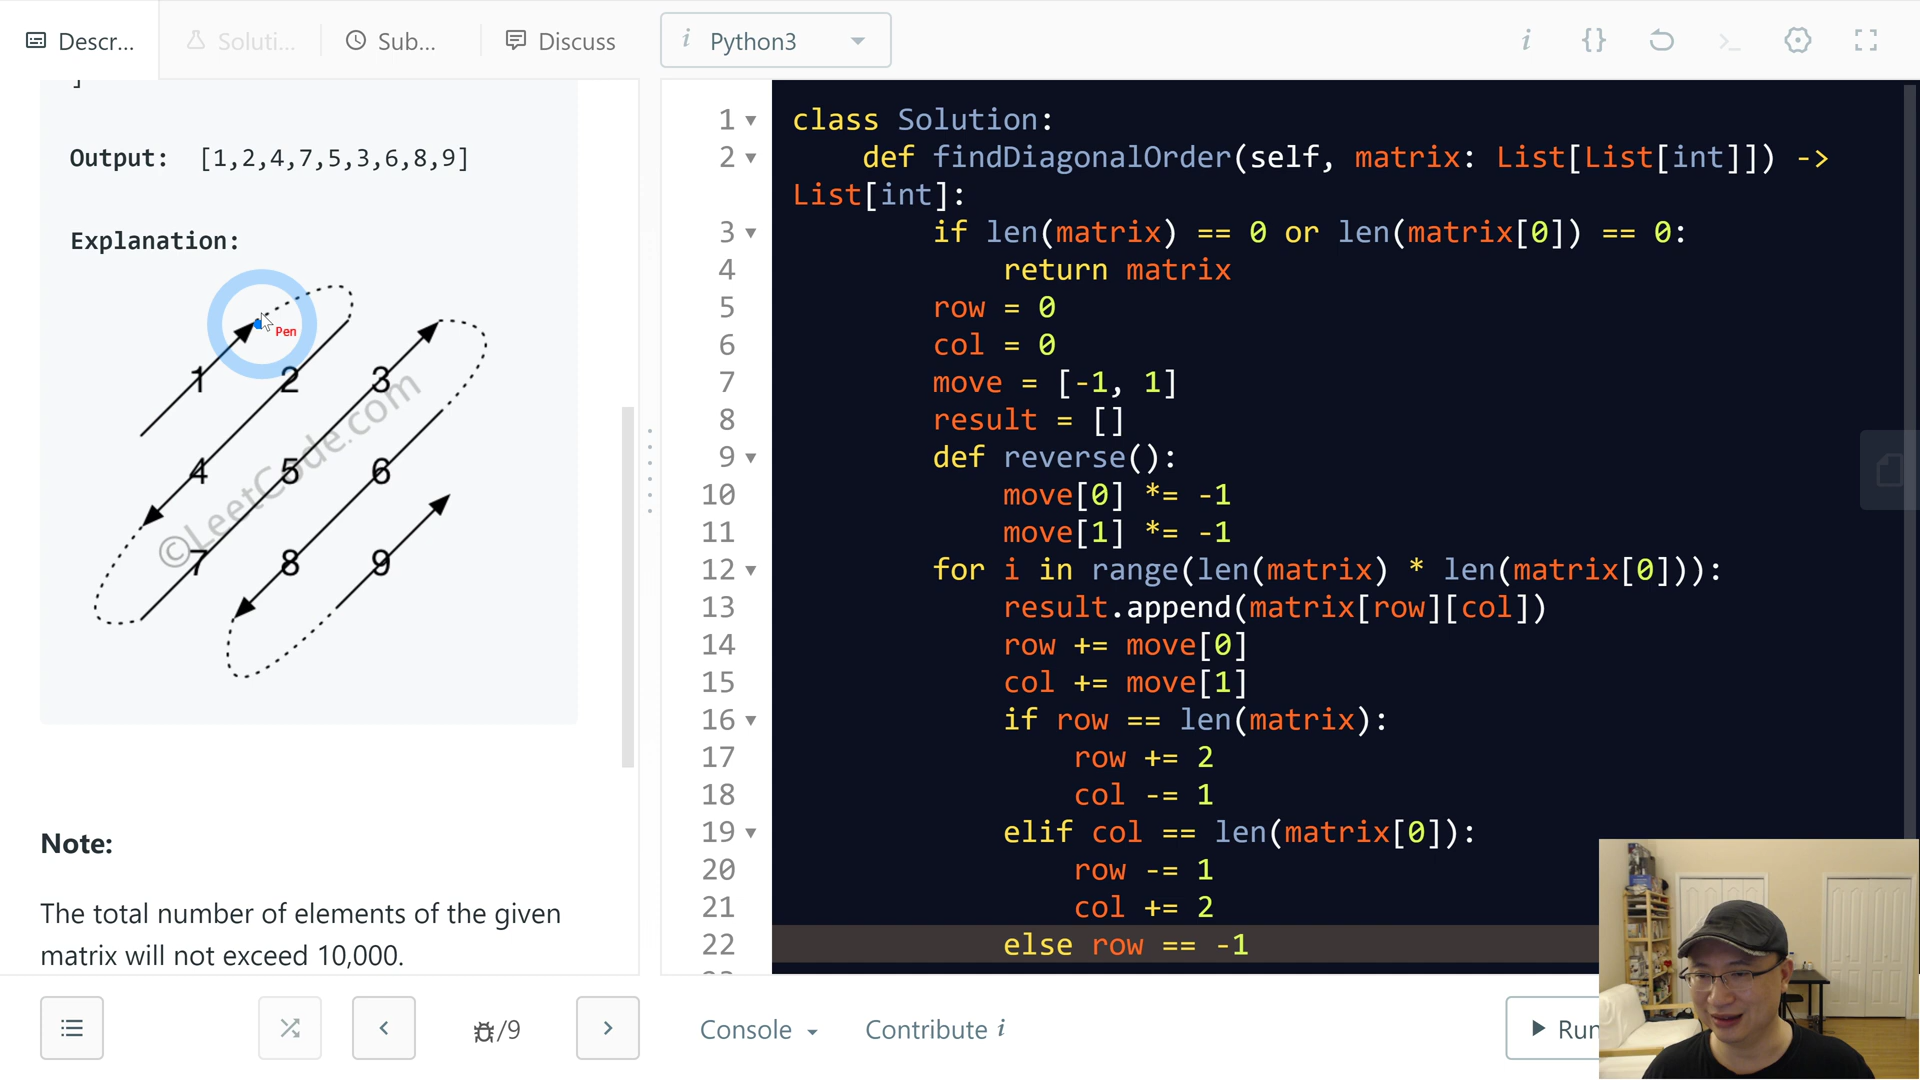 Descr...
Soluti...
Sub...
Discuss
i Python3
i {} >_
]
Output: [1,2,4,7,5,3,6,8,9]
Explanation:
Pen
1 2 3
4 5 6
7 8 9
©LeetCode.com
Note:
The total number of elements of the given
matrix will not exceed 10,000.
1 class Solution:
2 def findDiagonalOrder(self, matrix: List[List[int]]) ->
List[int]:
3 if len(matrix) == 0 or len(matrix[0]) == 0:
4 return matrix
5 row = 0
6 col = 0
7 move = [-1, 1]
8 result = []
9 def reverse():
10 move[0] *= -1
11 move[1] *= -1
12 for i in range(len(matrix) * len(matrix[0])):
13 result.append(matrix[row][col])
14 row += move[0]
15 col += move[1]
16 if row == len(matrix):
17 row += 2
18 col -= 1
19 elif col == len(matrix[0]):
20 row -= 1
21 col += 2
22 else row == -1
/9
Console
Contribute i
Run